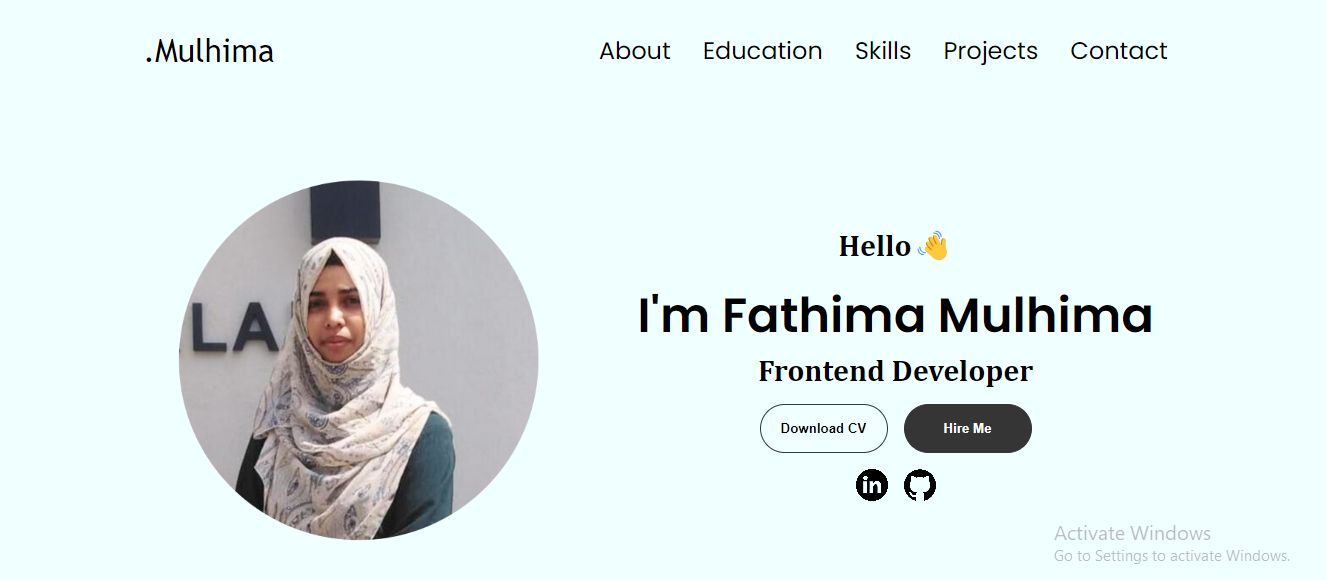 .Mulhima
About Education Skills Projects Contact
LA
Hello 👋
I'm Fathima Mulhima
Frontend Developer
Download CV Hire Me
in
Activate Windows
Go to Settings to activate Windows.